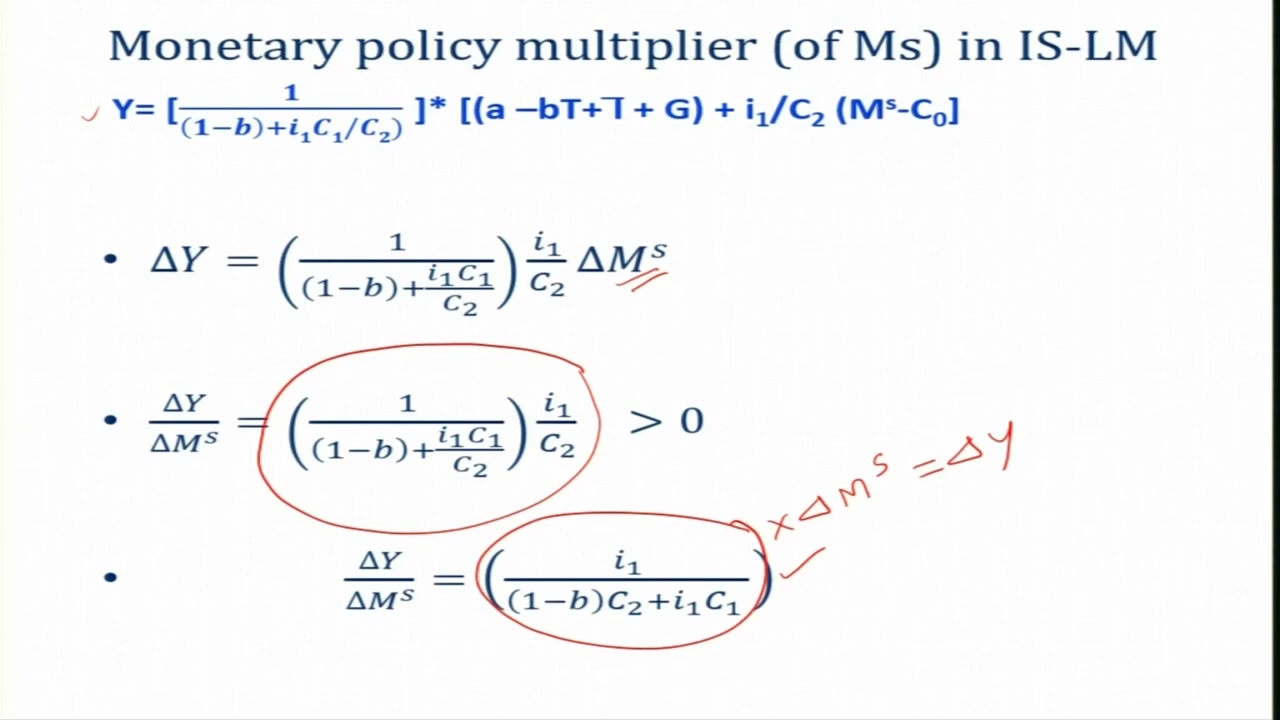 Monetary policy multiplier (of Ms) in IS-LM
✓ Y= [1/((1−b)+i₁C₁/C₂)]* [(a –bT+ I̅ + G) + i₁/C₂ (Mˢ-C₀]
• ΔY = (1/((1−b)+(i₁C₁/C₂))) i₁/C₂ ΔMˢ
• ΔY/ΔMˢ = (1/((1−b)+(i₁C₁/C₂))) i₁/C₂ > 0
• ΔY/ΔMˢ = (i₁/((1−b)C₂+i₁C₁)) ×ΔMˢ = ΔY ✓